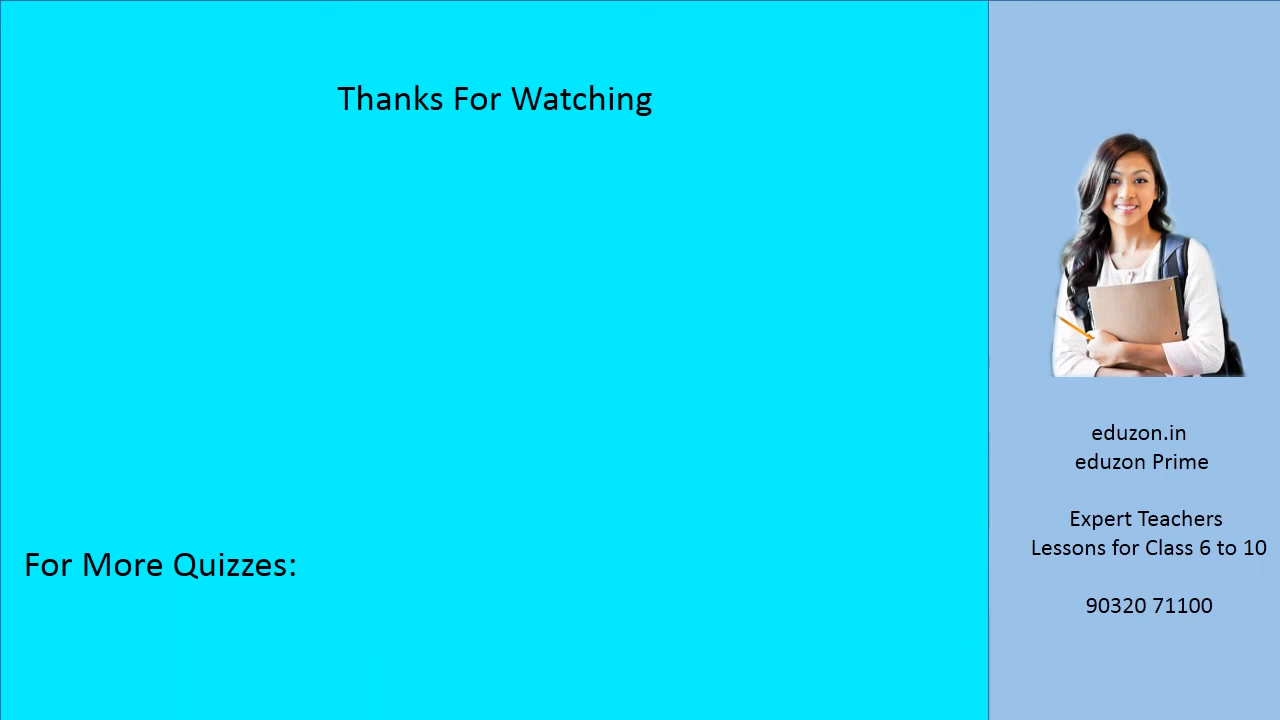 Thanks For Watching
For More Quizzes:
eduzon.in
eduzon Prime
Expert Teachers
Lessons for Class 6 to 10
90320 71100